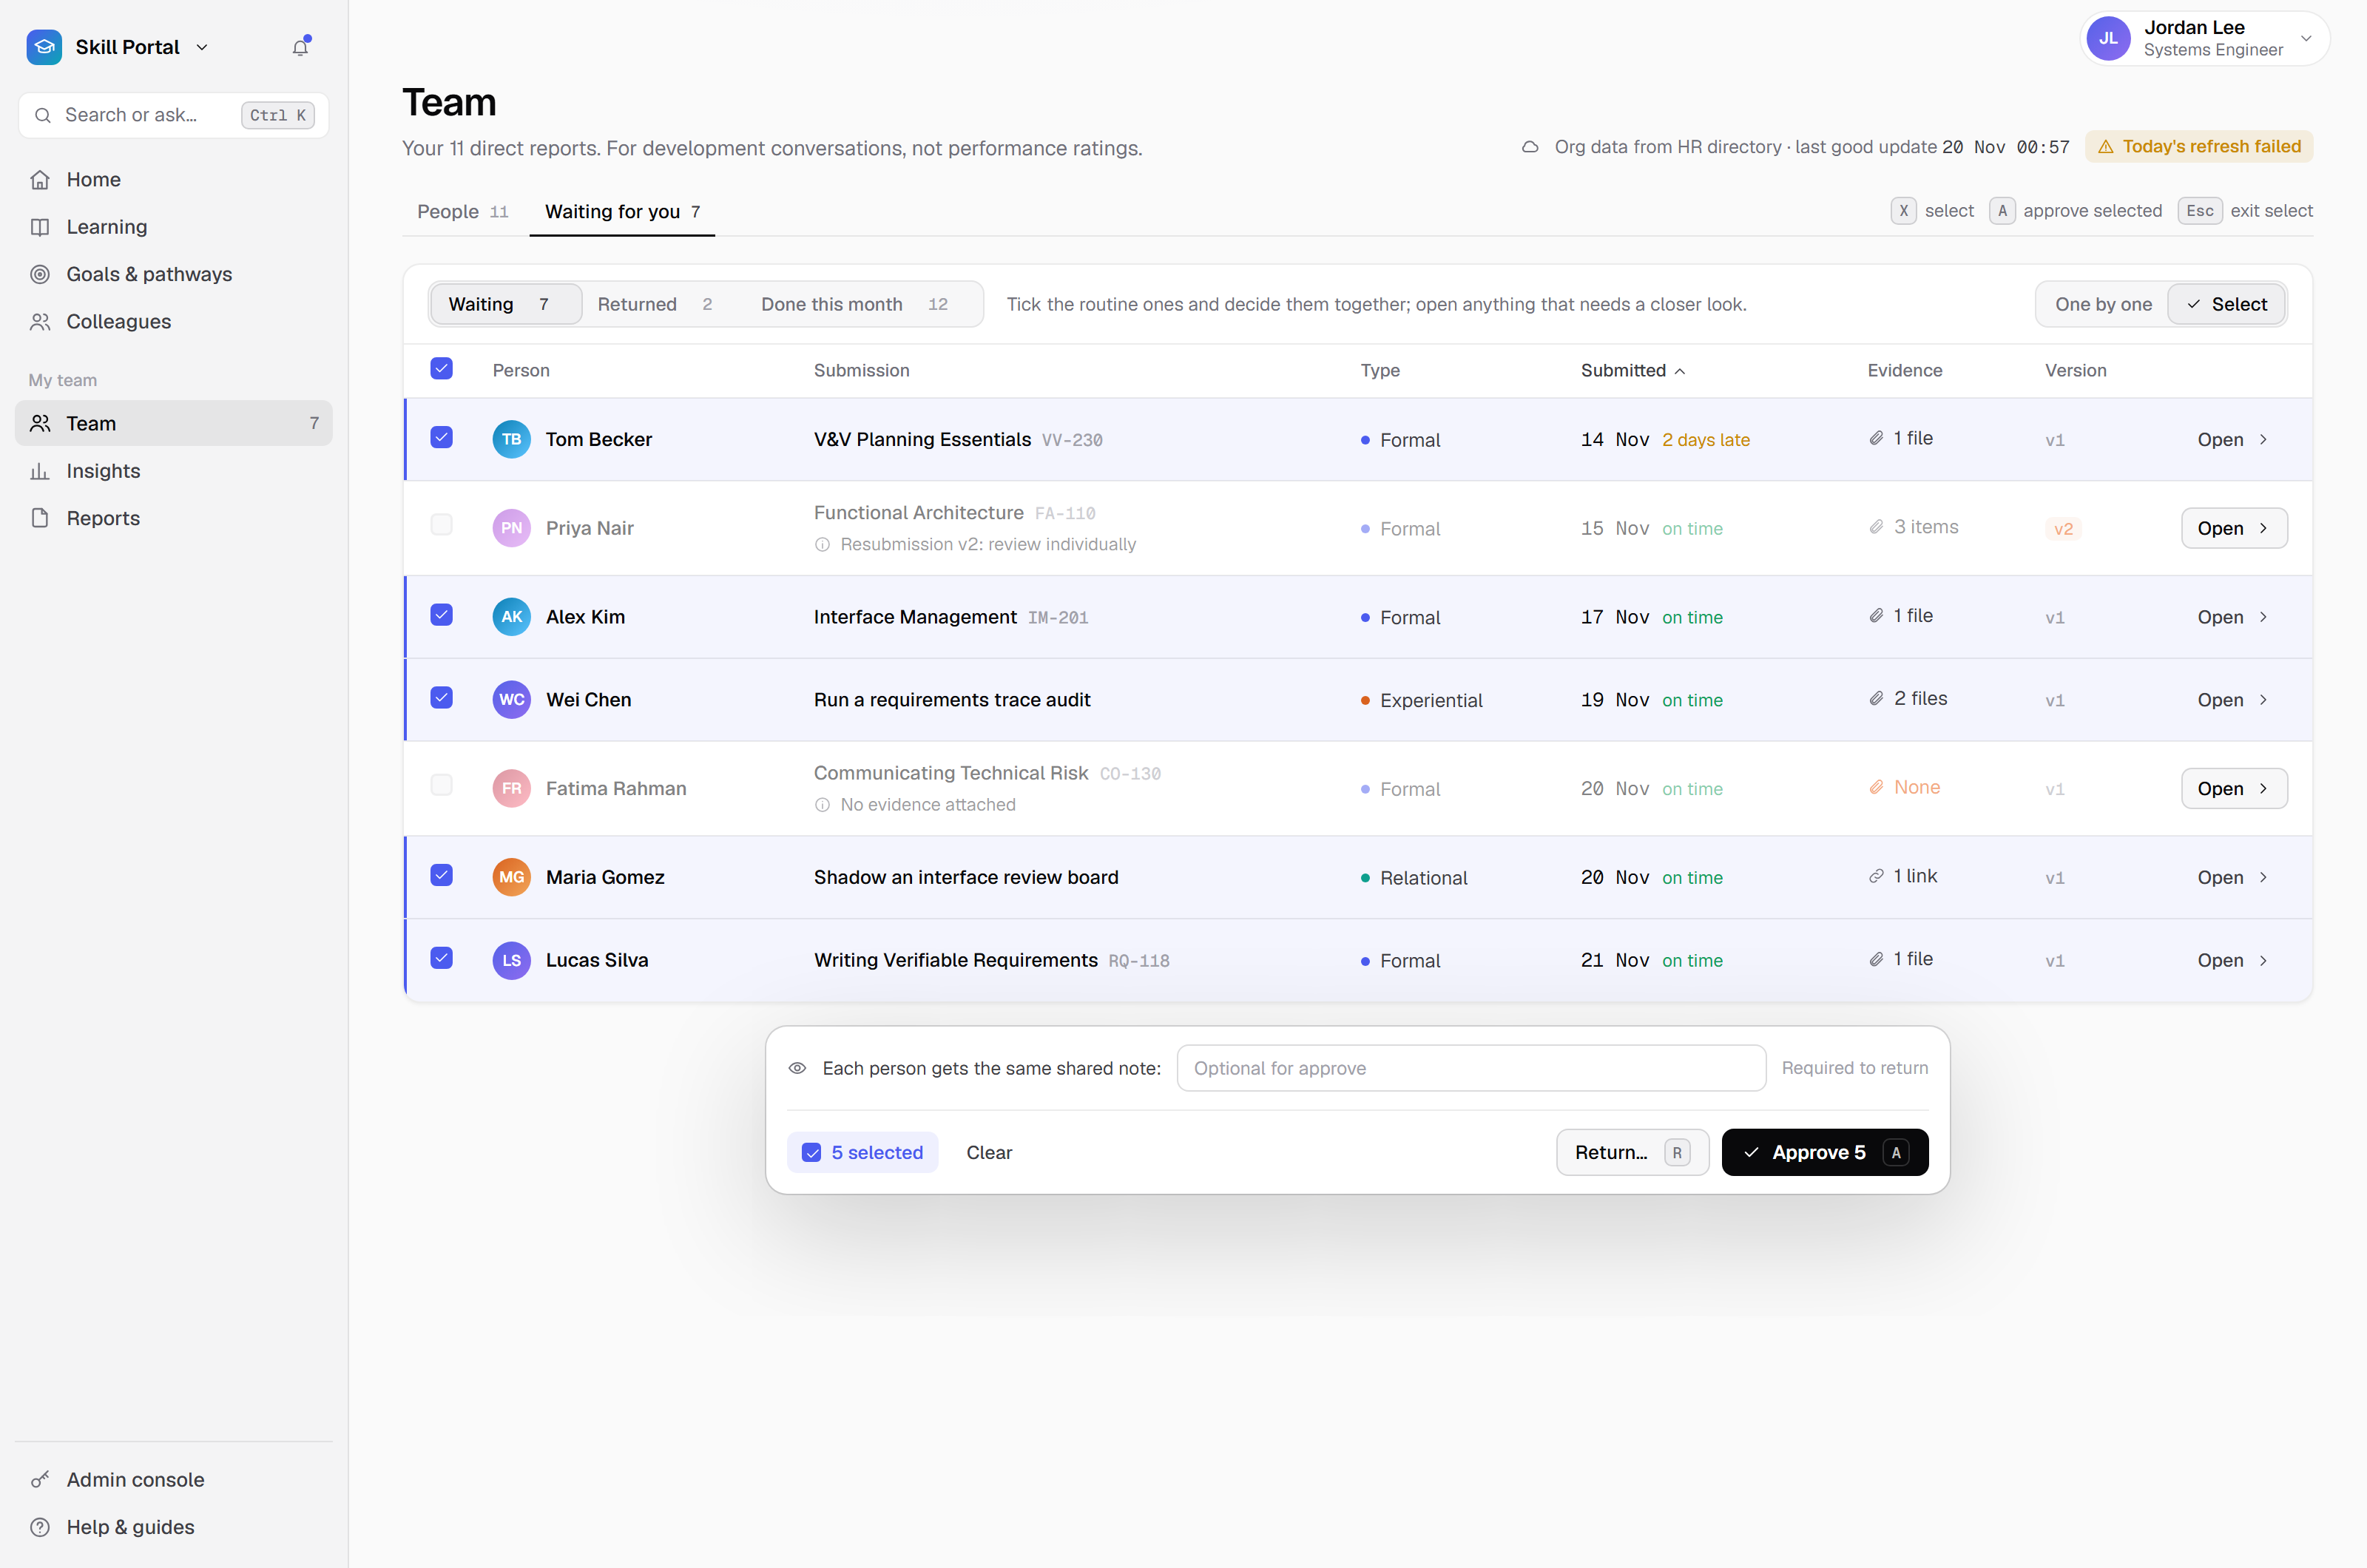 Skill Portal
Search or ask... Ctrl K
Home
Learning
Goals & pathways
Colleagues
My team
Team 7
Insights
Reports
Admin console
Help & guides
JL Jordan Lee
Systems Engineer
Team
Your 11 direct reports. For development conversations, not performance ratings.
Org data from HR directory · last good update 20 Nov 00:57 Today's refresh failed
People 11 Waiting for you 7
X select A approve selected Esc exit select
Waiting 7 Returned 2 Done this month 12 Tick the routine ones and decide them together; open anything that needs a closer look. One by one Select
Person Submission Type Submitted Evidence Version
TB Tom Becker V&V Planning Essentials VV-230 Formal 14 Nov 2 days late 1 file v1 Open
PN Priya Nair Functional Architecture FA-110 Formal 15 Nov on time 3 items v2 Open
Resubmission v2: review individually
AK Alex Kim Interface Management IM-201 Formal 17 Nov on time 1 file v1 Open
WC Wei Chen Run a requirements trace audit Experiential 19 Nov on time 2 files v1 Open
FR Fatima Rahman Communicating Technical Risk CO-130 Formal 20 Nov on time None v1 Open
No evidence attached
MG Maria Gomez Shadow an interface review board Relational 20 Nov on time 1 link v1 Open
LS Lucas Silva Writing Verifiable Requirements RQ-118 Formal 21 Nov on time 1 file v1 Open
Each person gets the same shared note: Optional for approve Required to return
5 selected Clear Return... R Approve 5 A